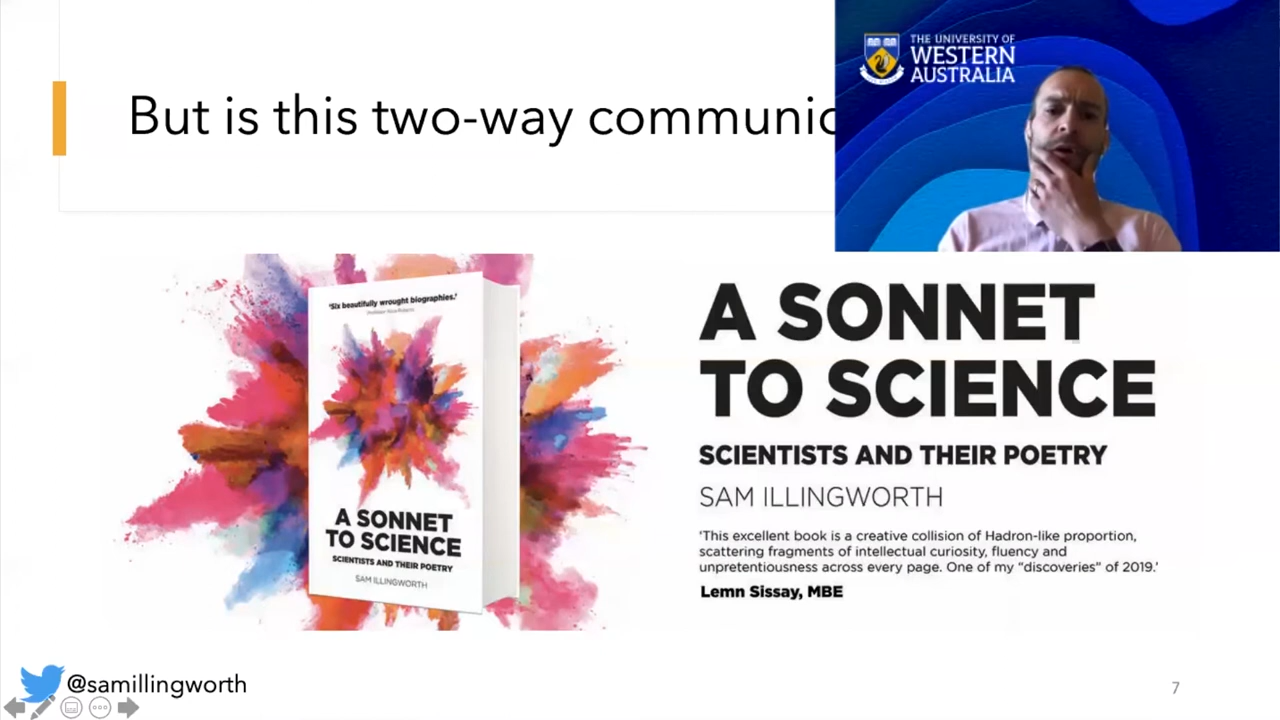 But is this two-way communic
THE UNIVERSITY OF
WESTERN
AUSTRALIA
'Six beautifully wrought biographies.'
A SONNET
TO SCIENCE
SCIENTISTS AND THEIR POETRY
SAM ILLINGWORTH
A SONNET
TO SCIENCE
SCIENTISTS AND THEIR POETRY
SAM ILLINGWORTH
'This excellent book is a creative collision of Hadron-like proportion,
scattering fragments of intellectual curiosity, fluency and
unpretentiousness across every page. One of my “discoveries” of 2019.'
Lemn Sissay, MBE
@samillingworth
7